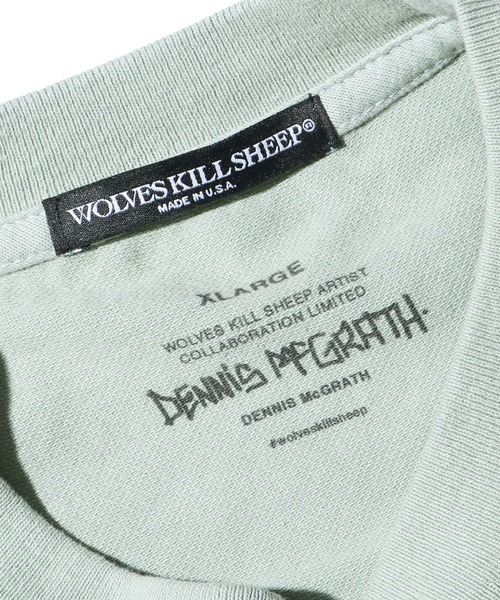 WOLVES KILL SHEEP®
MADE IN U.S.A.
XLARGE
WOLVES KILL SHEEP ARTIST
COLLABORATION LIMITED
DENNIS McGRATH.
DENNIS McGRATH
#wolveskillsheep